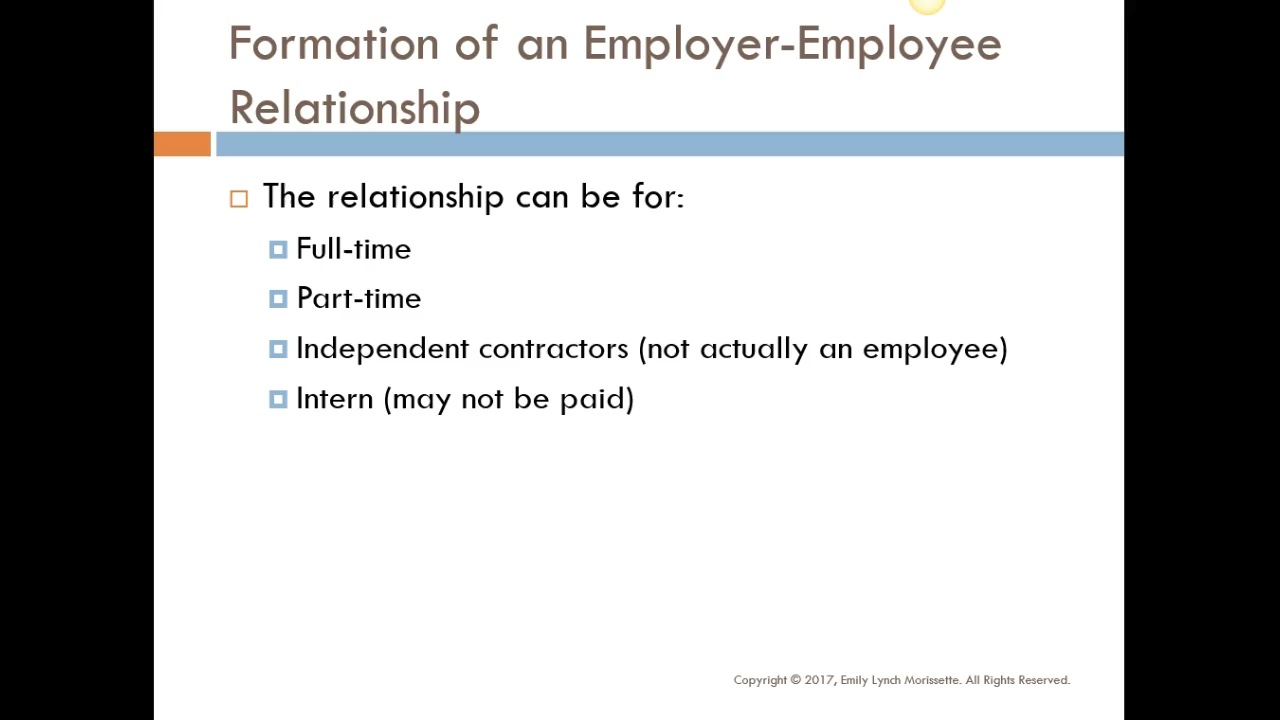 Formation of an Employer-Employee
Relationship
The relationship can be for:
Full-time
Part-time
Independent contractors (not actually an employee)
Intern (may not be paid)
Copyright © 2017, Emily Lynch Morissette. All Rights Reserved.